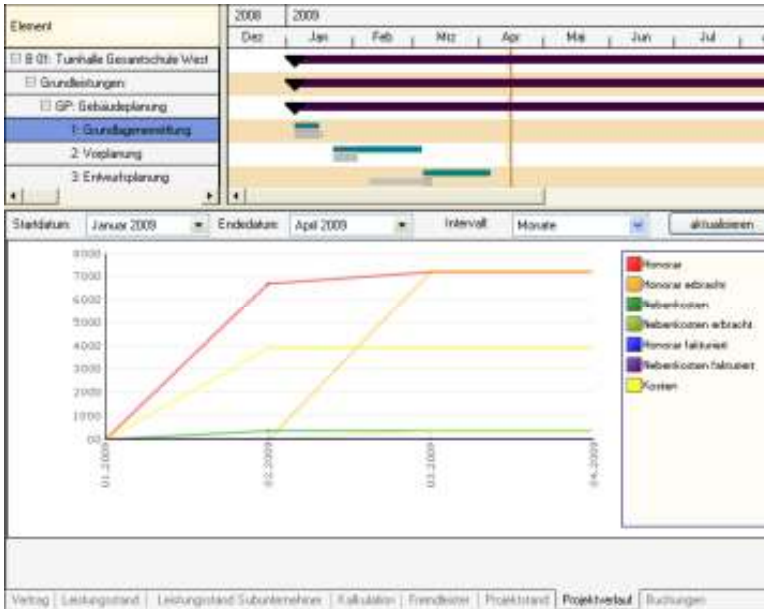 Element
2008 2009
Dez Jan Feb Mrz Apr Mai Jun Jul
B 01: Turnhalle Gesamtschule West
Grundleistungen
GP: Gebäudeplanung
1: Grundlagenermittlung
2: Vorplanung
3: Entwurfsplanung
Startdatum: Januar 2009 Endedatum: April 2009 Intervall: Monate aktualisieren
8000
7000
6000
5000
4000
3000
2000
1000
00
01.2009 02.2009 03.2009 04.2009
Honorar
Honorar erbracht
Nebenkosten
Nebenkosten erbracht
Honorar fakturiert
Nebenkosten fakturiert
Kosten
Vertrag Leistungsstand Leistungsstand Subunternehmer Kalkulation Fremdleister Projektstand Projektverlauf Buchungen